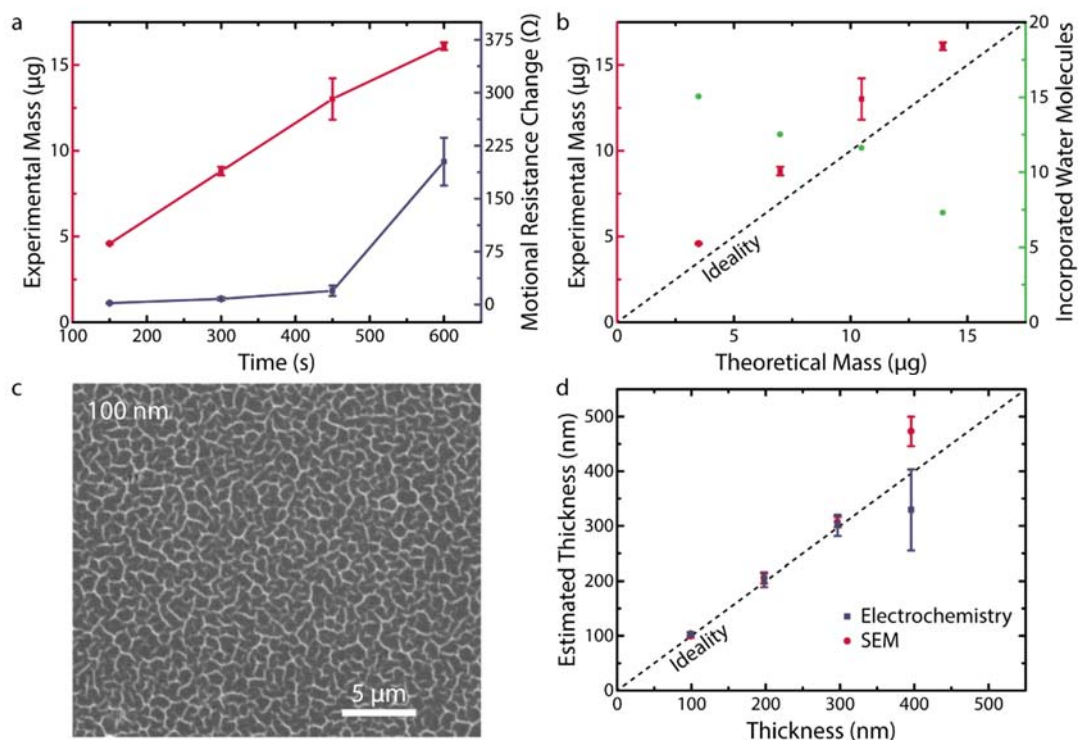 a
Experimental Mass (µg)
15
10
5
0
100 200 300 400 500 600
Time (s)
375
300
225
150
75
0
Motional Resistance Change (Ω)
b
Experimental Mass (µg)
15
10
5
0
0 5 10 15
Theoretical Mass (µg)
20
15
10
5
0
Incorporated Water Molecules
Ideality
c
100 nm
5 µm
d
Estimated Thickness (nm)
500
400
300
200
100
0
0 100 200 300 400 500
Thickness (nm)
Ideality
Electrochemistry
SEM